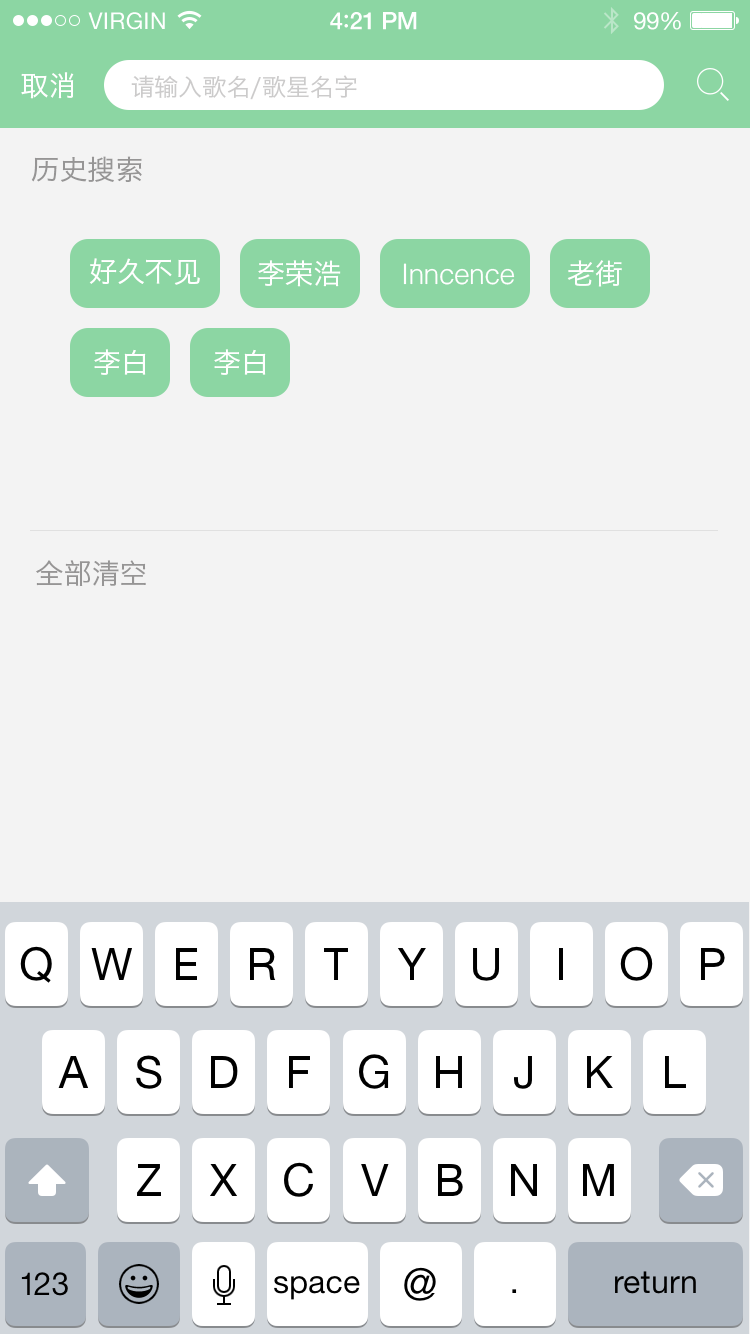 VIRGIN 4:21 PM 99%
取消 请输入歌名/歌星名字
历史搜索
好久不见 李荣浩 Inncence 老街
李白 李白
全部清空
Q W E R T Y U I O P
A S D F G H J K L
Z X C V B N M
123 space @ . return